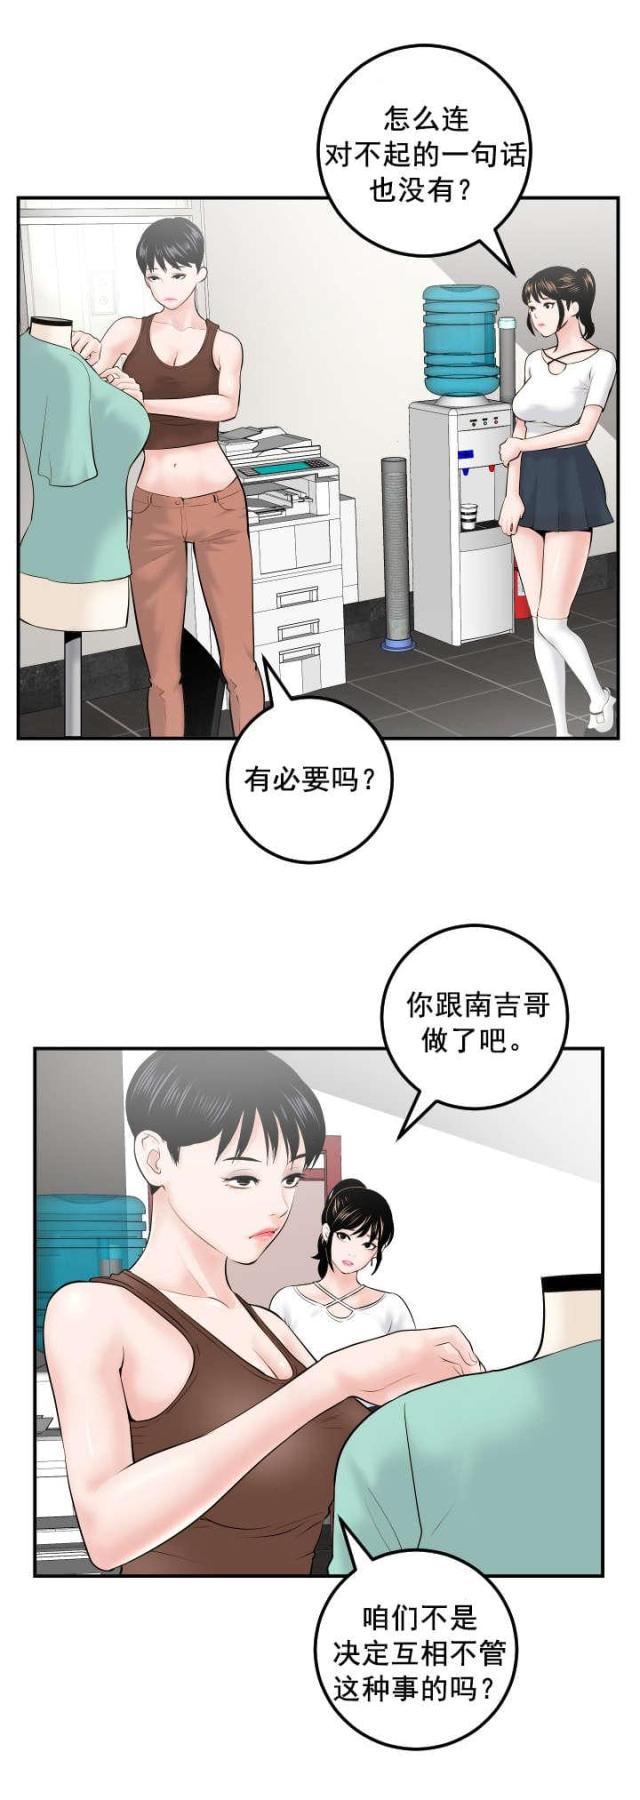 怎么连
对不起的一句话
也没有?
有必要吗?
你跟南吉哥
做了吧。
咱们不是
决定互相不管
这种事的吗?